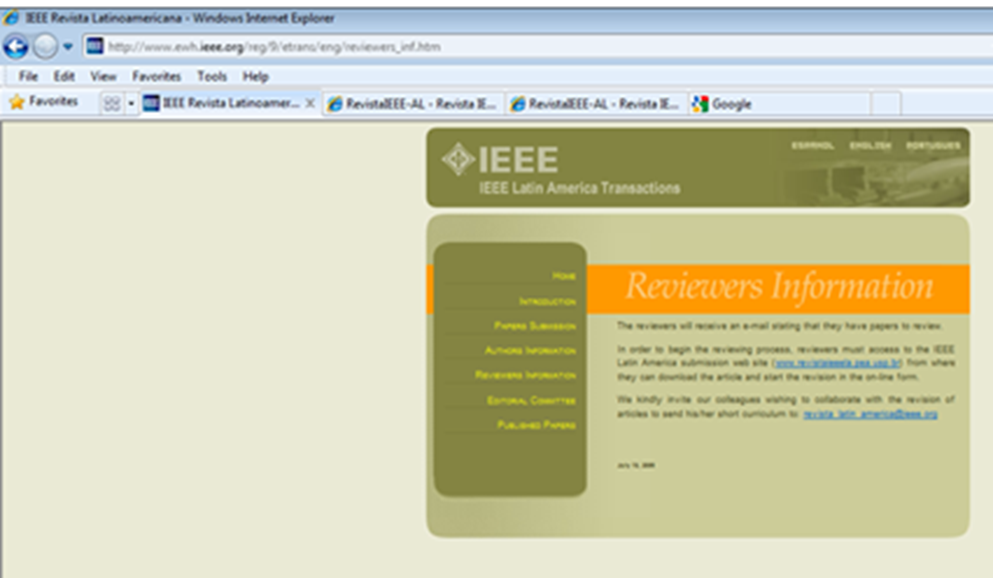 IEEE Revista Latinoamericana - Windows Internet Explorer
http://www.ewh.ieee.org/reg/9/etrans/eng/reviewers_inf.htm
File Edit View Favorites Tools Help
Favorites IEEE Revista Latinoamer... X RevistaIEEE-AL - Revista IE... RevistaIEEE-AL - Revista IE... Google
ESPAÑOL ENGLISH PORTUGUES
IEEE
IEEE Latin America Transactions
Home
Introduction
Papers Submission
Authors Information
Reviewers Information
Editorial Committee
Published Papers
Reviewers Information
The reviewers will receive an e-mail stating that they have papers to review.
In order to begin the reviewing process, reviewers must access to the IEEE
Latin America submission web site () from where
they can download the article and start the revision in the on-line form.
We kindly invite our colleagues wishing to collaborate with the revision of
articles to send his/her short curriculum to: revista_latin_america@ieee.org